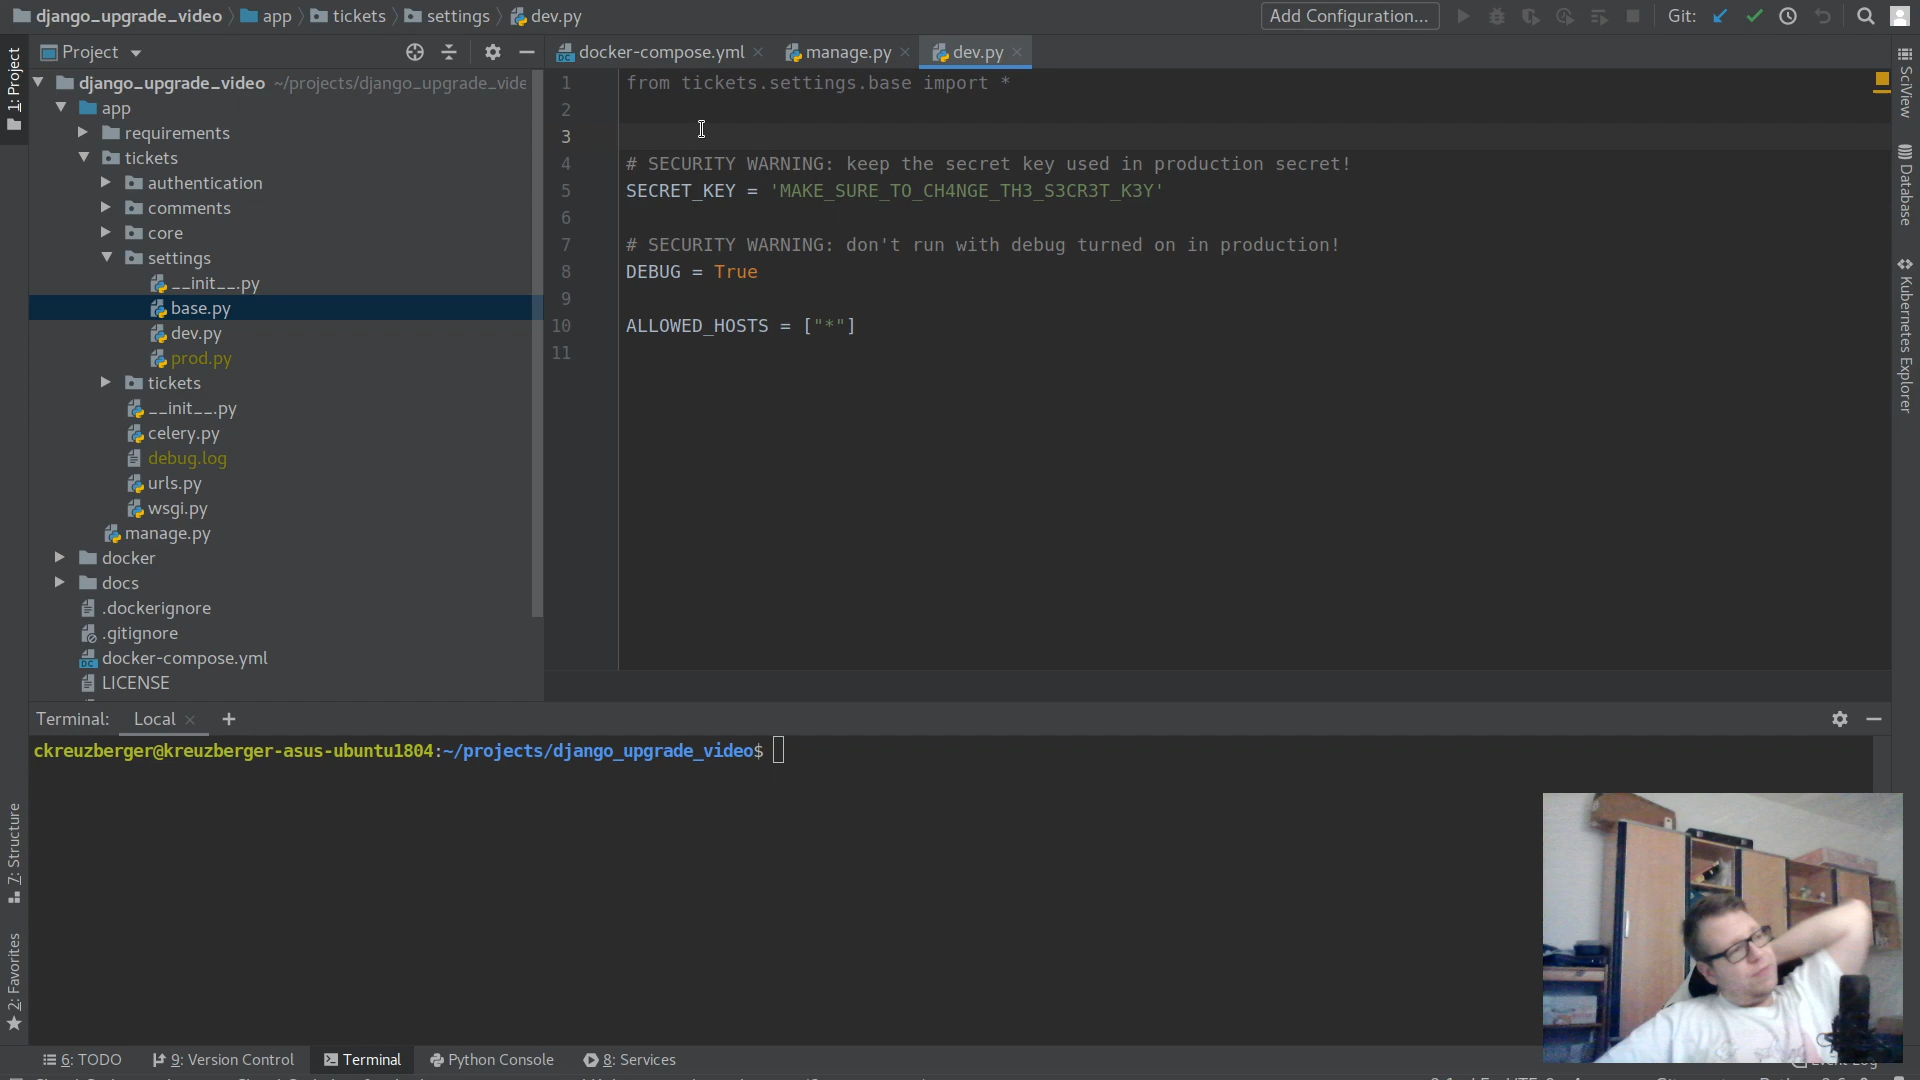 django_upgrade_video app tickets settings dev.py
Add Configuration...
Git:
1: Project
Project
docker-compose.yml
manage.py
dev.py
django_upgrade_video ~/projects/django_upgrade_vide
app
requirements
tickets
authentication
comments
core
settings
__init__.py
base.py
dev.py
prod.py
tickets
__init__.py
celery.py
debug.log
urls.py
wsgi.py
manage.py
docker
docs
.dockerignore
.gitignore
docker-compose.yml
LICENSE
1 from tickets.settings.base import *
2
3
4 # SECURITY WARNING: keep the secret key used in production secret!
5 SECRET_KEY = 'MAKE_SURE_TO_CH4NGE_TH3_S3CR3T_K3Y'
6
7 # SECURITY WARNING: don't run with debug turned on in production!
8 DEBUG = True
9
10 ALLOWED_HOSTS = ["*"]
11
SciView
Database
Kubernetes Explorer
Terminal: Local
ckreuzberger@kreuzberger-asus-ubuntu1804:~/projects/django_upgrade_video$
7: Structure
2: Favorites
6: TODO
9: Version Control
Terminal
Python Console
8: Services